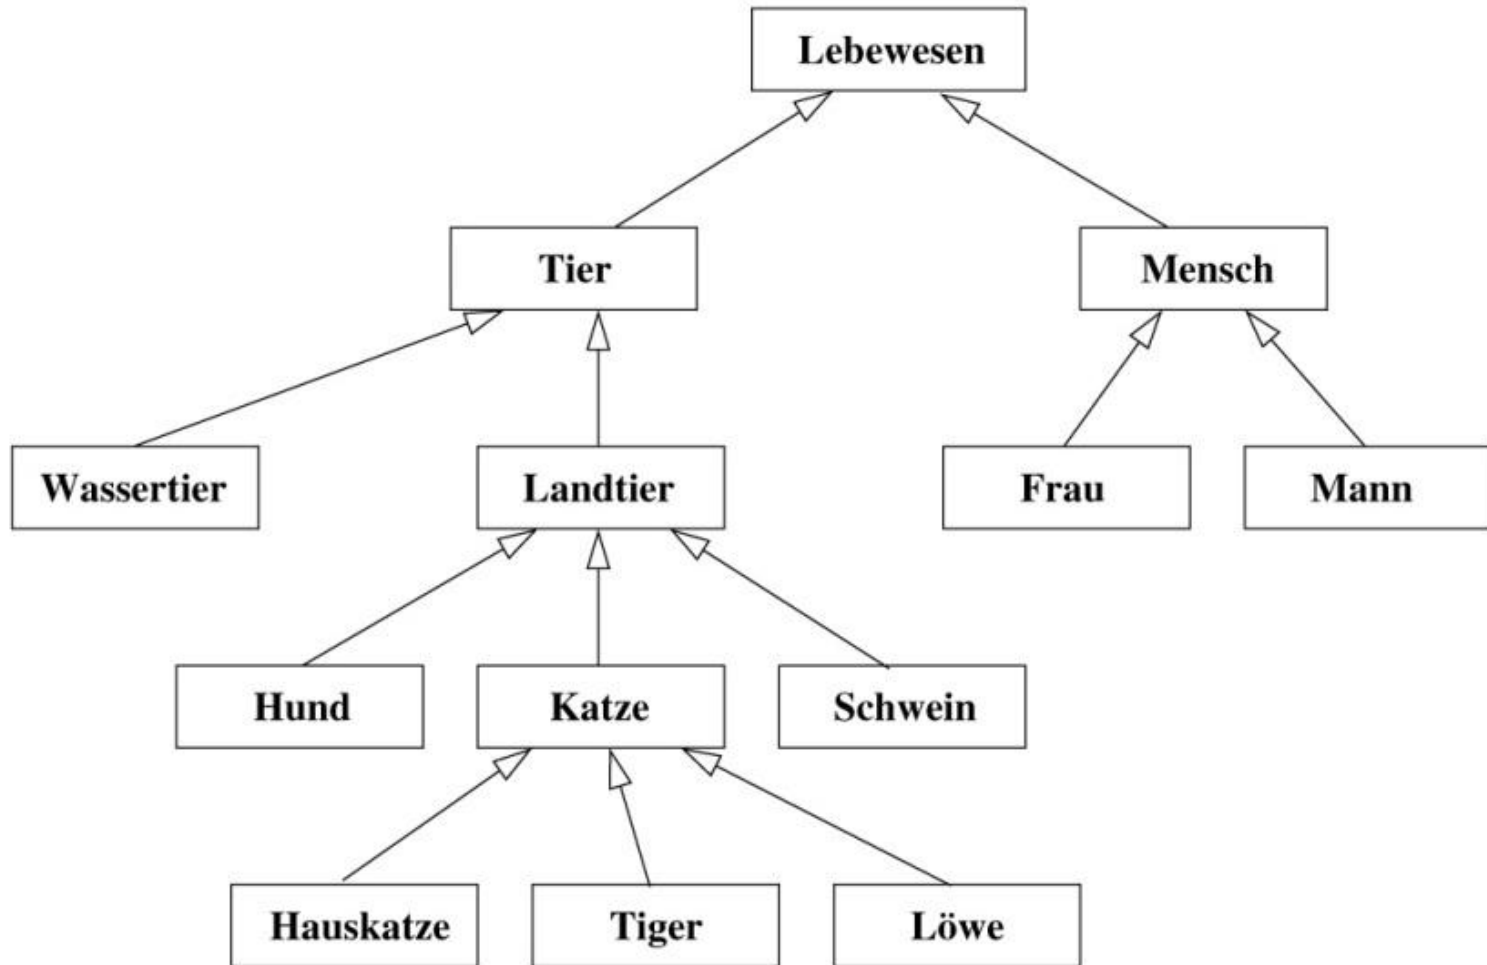 Lebewesen
Tier
Mensch
Wassertier
Landtier
Frau
Mann
Hund
Katze
Schwein
Hauskatze
Tiger
Löwe